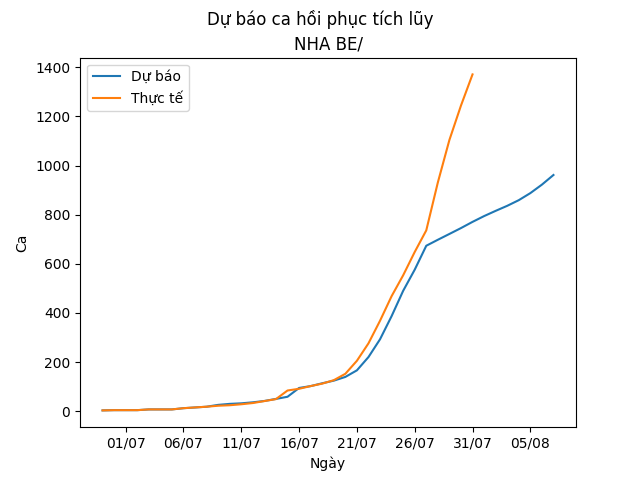 Dự báo ca hồi phục tích lũy
NHA BE/
Dự báo
Thực tế
1400
1200
1000
800
600
400
200
0
Ca
01/07 06/07 11/07 16/07 21/07 26/07 31/07 05/08
Ngày